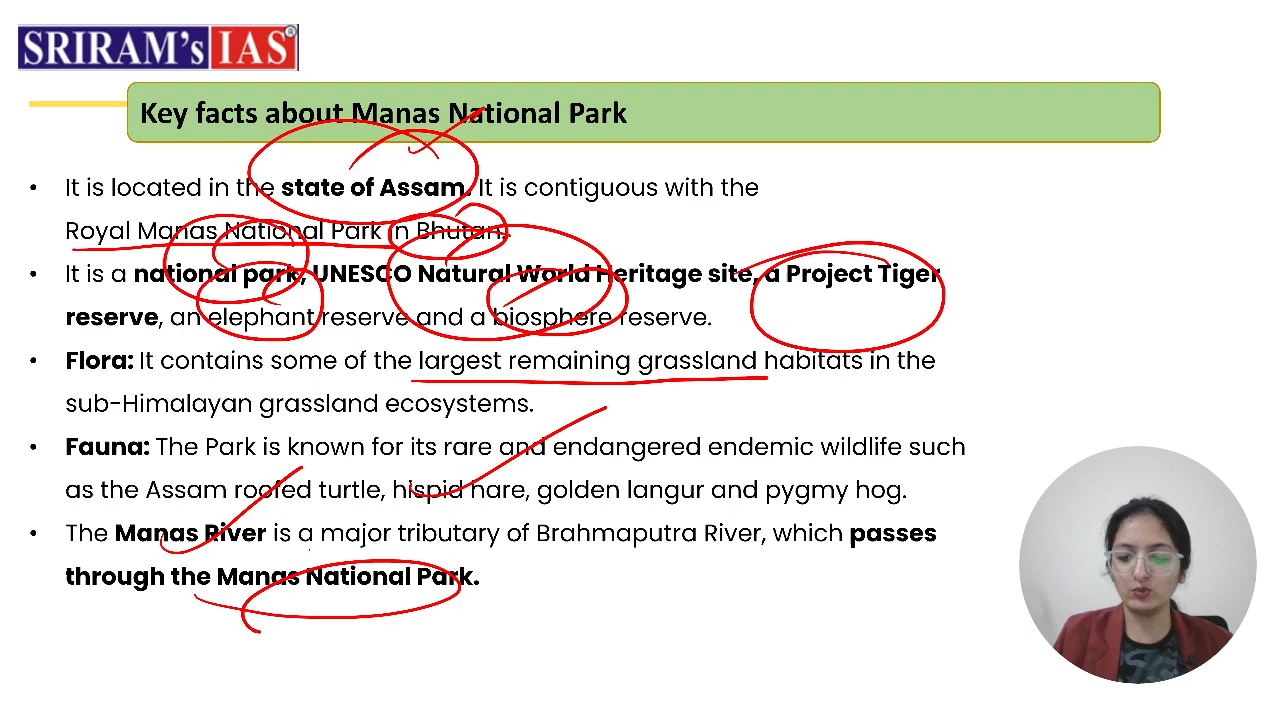 SRIRAM's IAS®
Key facts about Manas National Park
• It is located in the state of Assam. It is contiguous with the
Royal Manas National Park in Bhutan.
• It is a national park, UNESCO Natural World Heritage site, a Project Tiger
reserve, an elephant reserve and a biosphere reserve.
• Flora: It contains some of the largest remaining grassland habitats in the
sub-Himalayan grassland ecosystems.
• Fauna: The Park is known for its rare and endangered endemic wildlife such
as the Assam roofed turtle, hispid hare, golden langur and pygmy hog.
• The Manas River is a major tributary of Brahmaputra River, which passes
through the Manas National Park.